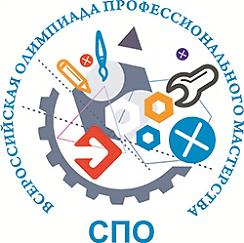 ВСЕРОССИЙСКАЯ ОЛИМПИАДА ПРОФЕССИОНАЛЬНОГО МАСТЕРСТВА
СПО